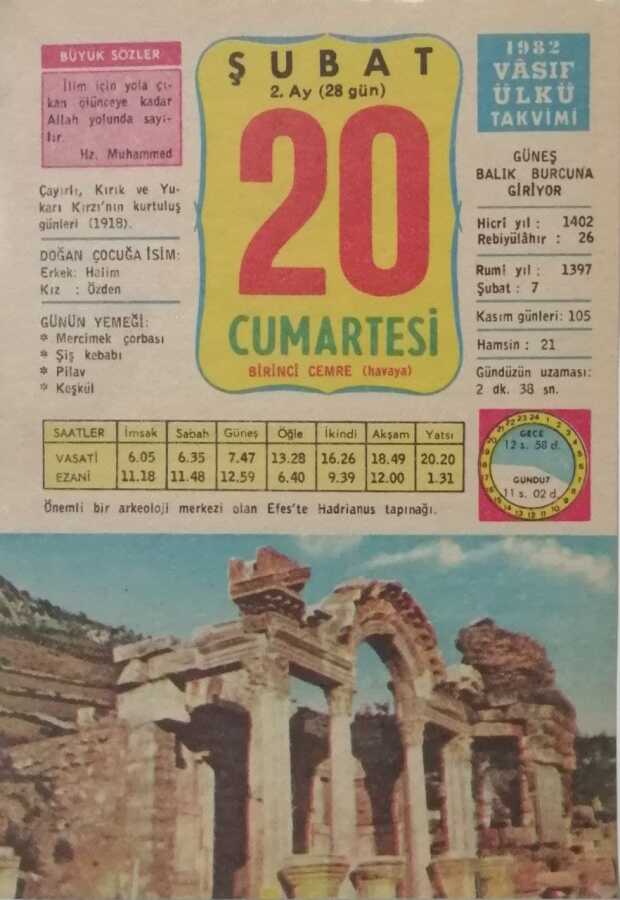 BÜYÜK SÖZLER
İlim için yola çı-
kan ölünceye kadar
Allah yolunda sayı-
lır.
Hz. Muhammed
Çayırlı, Kırık ve Yu-
karı Kırzı'nın kurtuluş
günleri (1918).
DOĞAN ÇOCUĞA İSİM:
Erkek: Halim
Kız : Özden
GÜNÜN YEMEĞİ:
* Mercimek çorbası
* Şiş kebabı
* Pilav
* Keşkül
ŞUBAT
2. Ay (28 gün)
20
CUMARTESİ
BİRİNCİ CEMRE (havaya)
1982
VÂSIF
ÜLKÜ
TAKVİMİ
GÜNEŞ
BALIK BURCUNA
GİRİYOR
Hicrî yıl : 1402
Rebiyülâhır : 26
Rumî yıl : 1397
Şubat : 7
Kasım günleri: 105
Hamsin : 21
Gündüzün uzaması:
2 dk. 38 sn.
SAATLER İmsak Sabah Güneş Öğle İkindi Akşam Yatsı
VASATİ 6.05 6.35 7.47 13.28 16.26 18.49 20.20
EZANİ 11.18 11.48 12.59 6.40 9.39 12.00 1.31
GECE
12 s. 58 d.
GÜNDÜZ
11 s. 02 d.
Önemli bir arkeoloji merkezi olan Efes'te Hadrianus tapınağı.